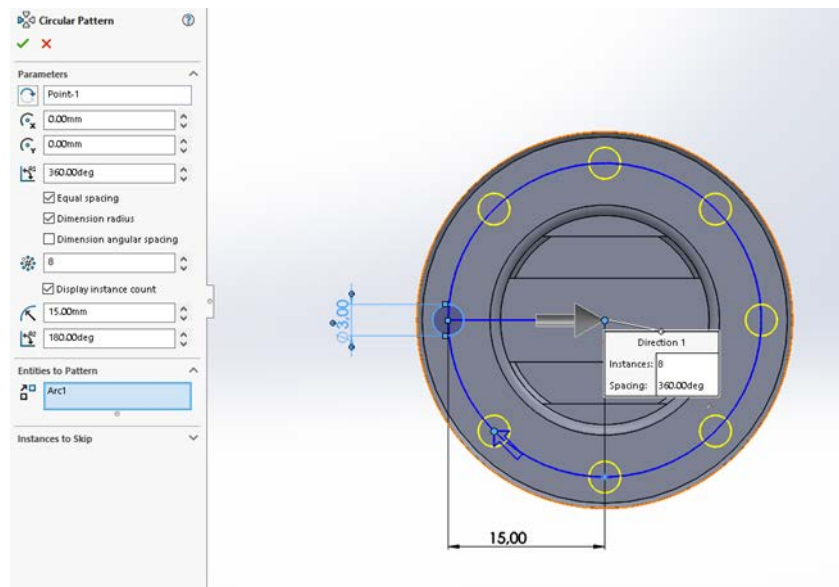 Circular Pattern
Parameters
Point-1
0.00mm
0.00mm
360.00deg
Equal spacing
Dimension radius
Dimension angular spacing
8
Display instance count
15.00mm
180.00deg
Entities to Pattern
Arc1
Instances to Skip
Ø3,00
Direction 1
Instances: 8
Spacing: 360.00deg
15,00